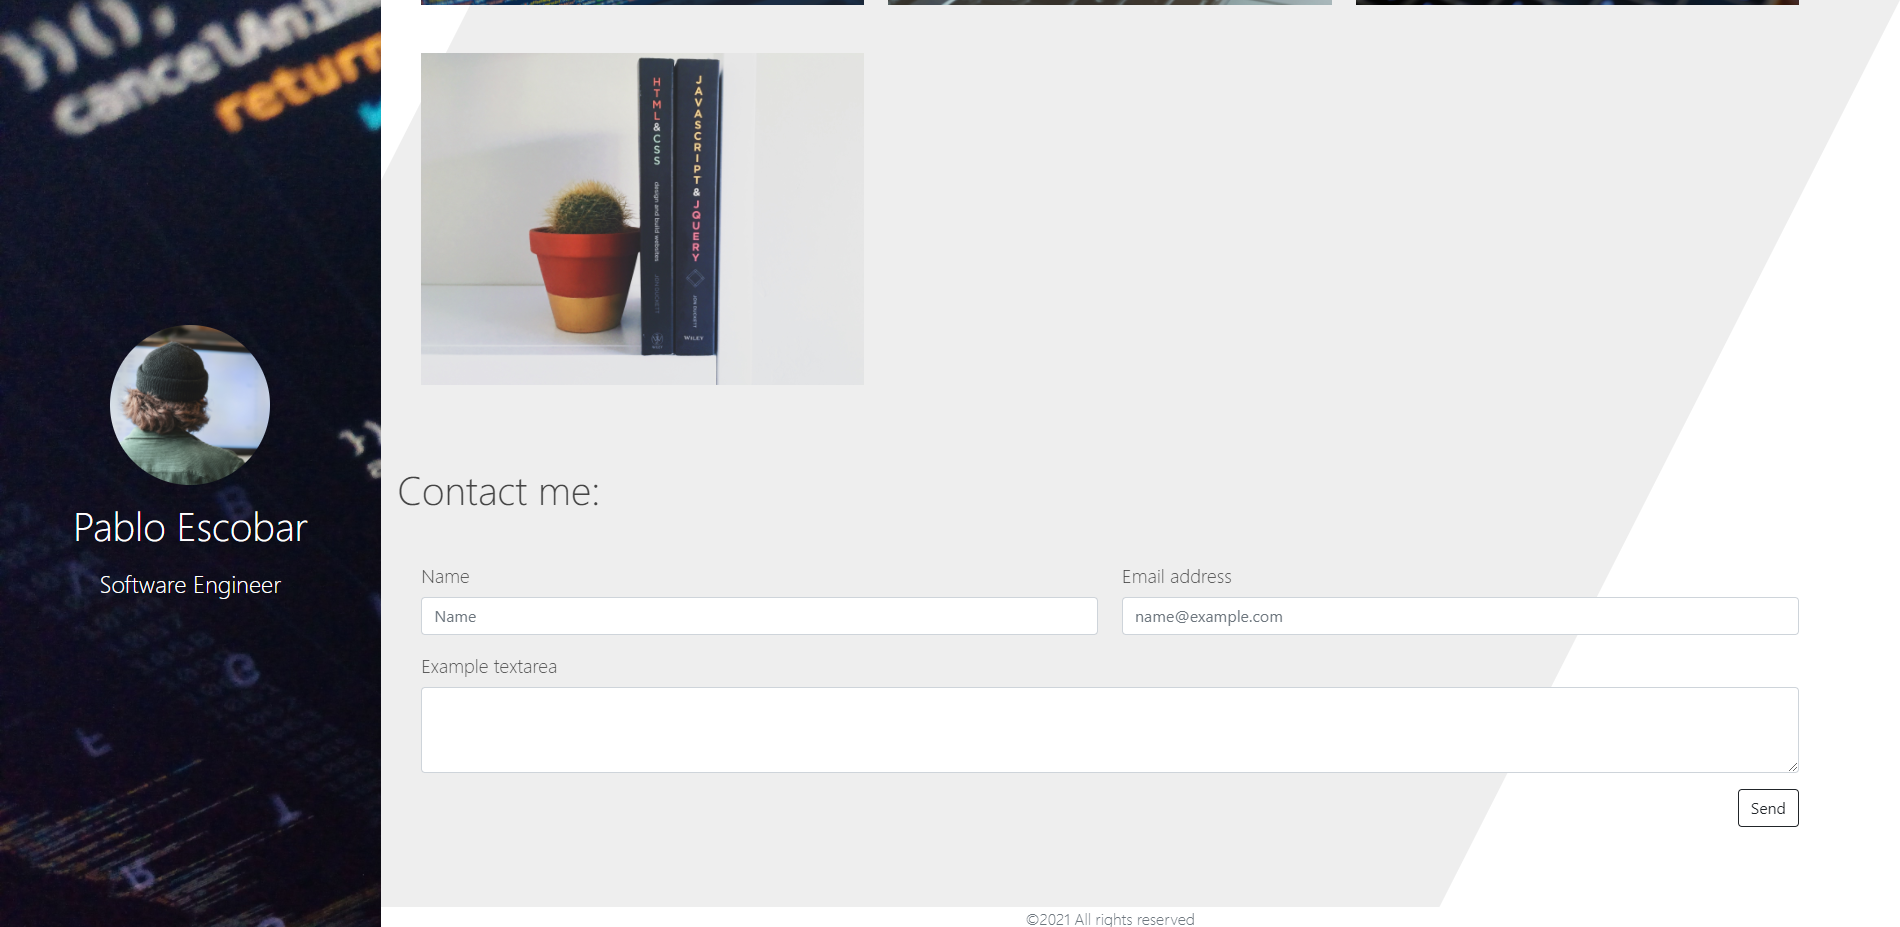 })();
cancelAni
return
HTML&CSS
design and build websites
JON DUCKETT
WILEY
JAVASCRIPT&JQUERY
JON DUCKETT
WILEY
Pablo Escobar
Software Engineer
Contact me:
Name
Email address
Name
name@example.com
Example textarea
Send
©2021 All rights reserved